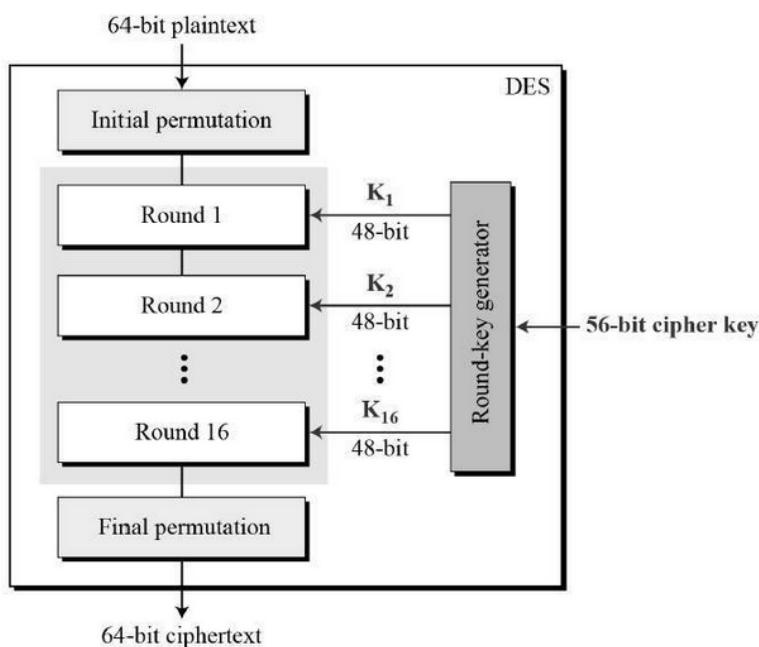 64-bit plaintext
DES
Initial permutation
Round 1
K₁
48-bit
Round 2
K₂
48-bit
Round 16
K₁₆
48-bit
Round-key generator
56-bit cipher key
Final permutation
64-bit ciphertext